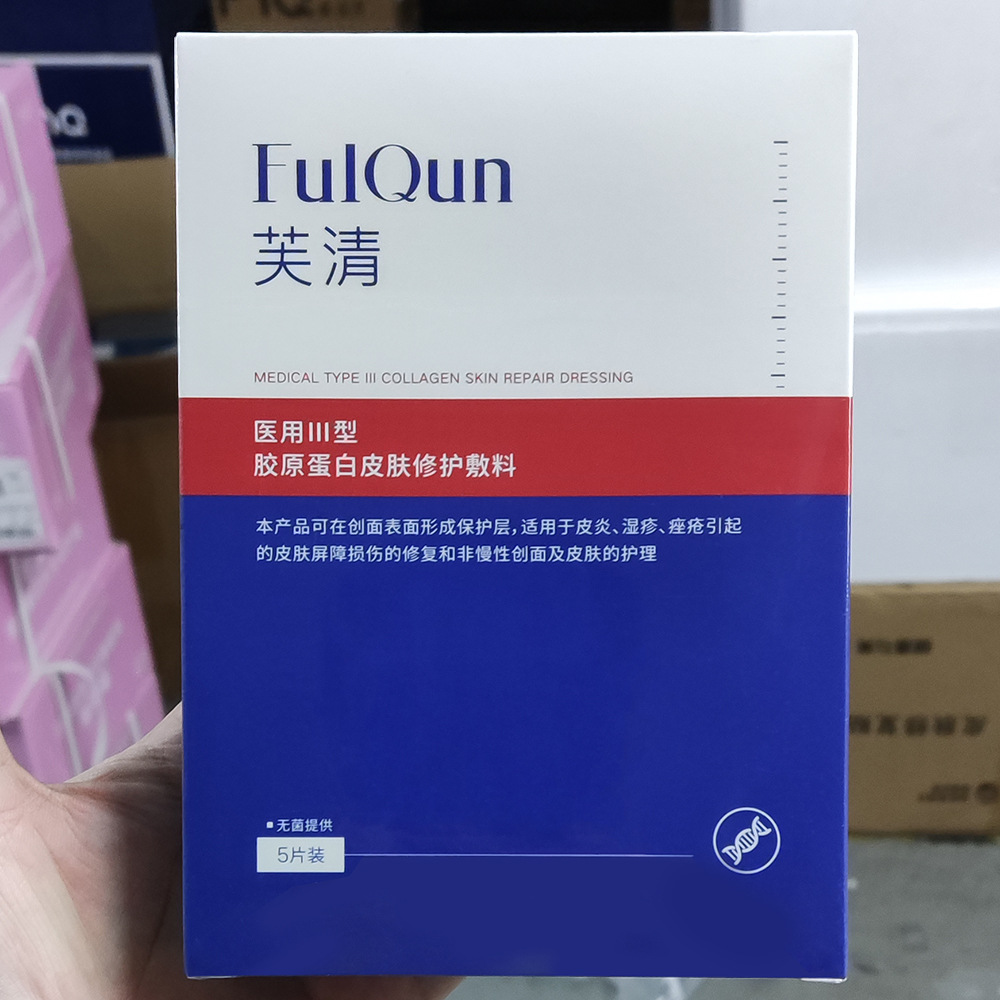 FulQun
芙清
MEDICAL TYPE III COLLAGEN SKIN REPAIR DRESSING
医用III型
胶原蛋白皮肤修护敷料
本产品可在创面表面形成保护层,适用于皮炎、湿疹、痤疮引起
的皮肤屏障损伤的修复和非慢性创面及皮肤的护理
▪无菌提供
5片装